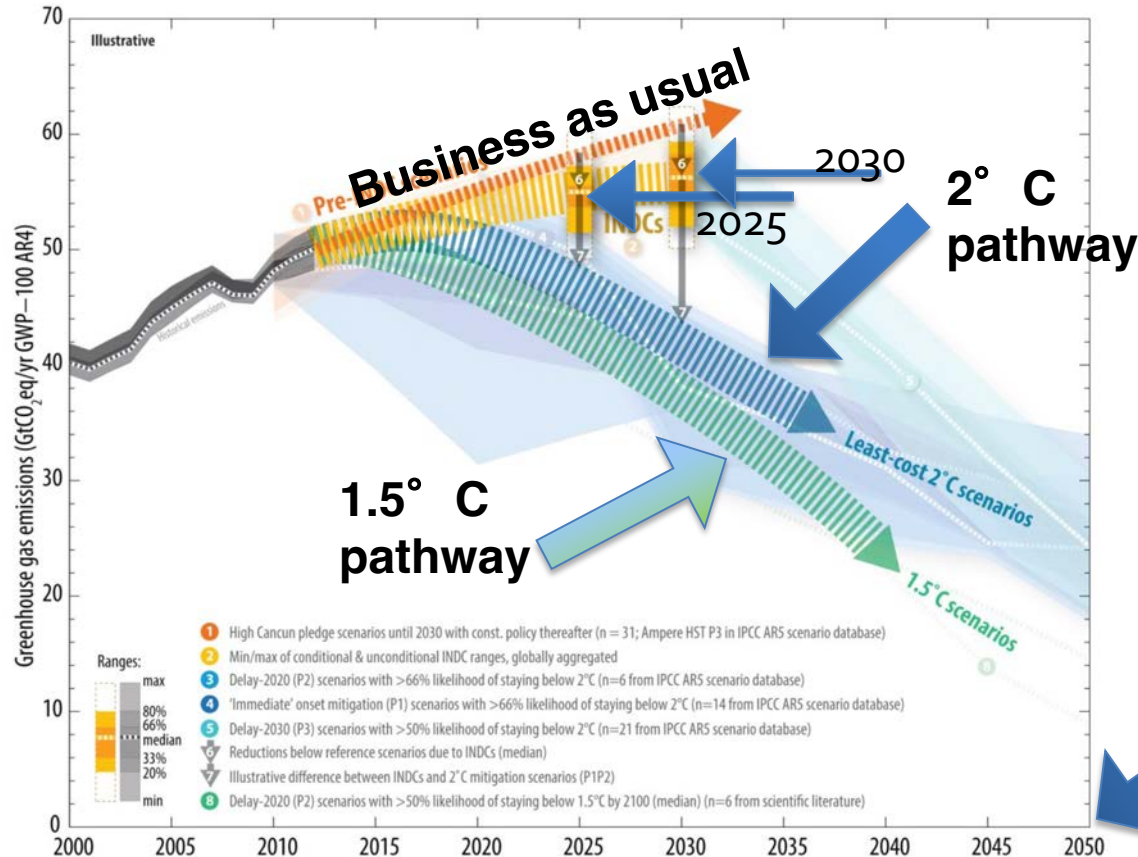 70
Illustrative
60
50
40
30
20
10
0
Greenhouse gas emissions (GtCO2eq/yr GWP–100 AR4)
Historical emissions
1 Pre-
Business as usual
6
6
2030
2025
INDCs
2
4
7
7
2° C
pathway
5
Least-cost 2°C scenarios
1.5° C
pathway
1.5°C scenarios
8
1 High Cancun pledge scenarios until 2030 with const. policy thereafter (n = 31; Ampere HST P3 in IPCC AR5 scenario database)
2 Min/max of conditional & unconditional INDC ranges, globally aggregated
3 Delay-2020 (P2) scenarios with >66% likelihood of staying below 2°C (n=6 from IPCC AR5 scenario database)
4 'Immediate' onset mitigation (P1) scenarios with >66% likelihood of staying below 2°C (n=14 from IPCC AR5 scenario database)
5 Delay-2030 (P3) scenarios with >50% likelihood of staying below 2°C (n=21 from IPCC AR5 scenario database)
6 Reductions below reference scenarios due to INDCs (median)
7 Illustrative difference between INDCs and 2°C mitigation scenarios (P1P2)
8 Delay-2020 (P2) scenarios with >50% likelihood of staying below 1.5°C by 2100 (median) (n=6 from scientific literature)
Ranges:
max
80%
66%
median
33%
20%
min
2000 2005 2010 2015 2020 2025 2030 2035 2040 2045 2050